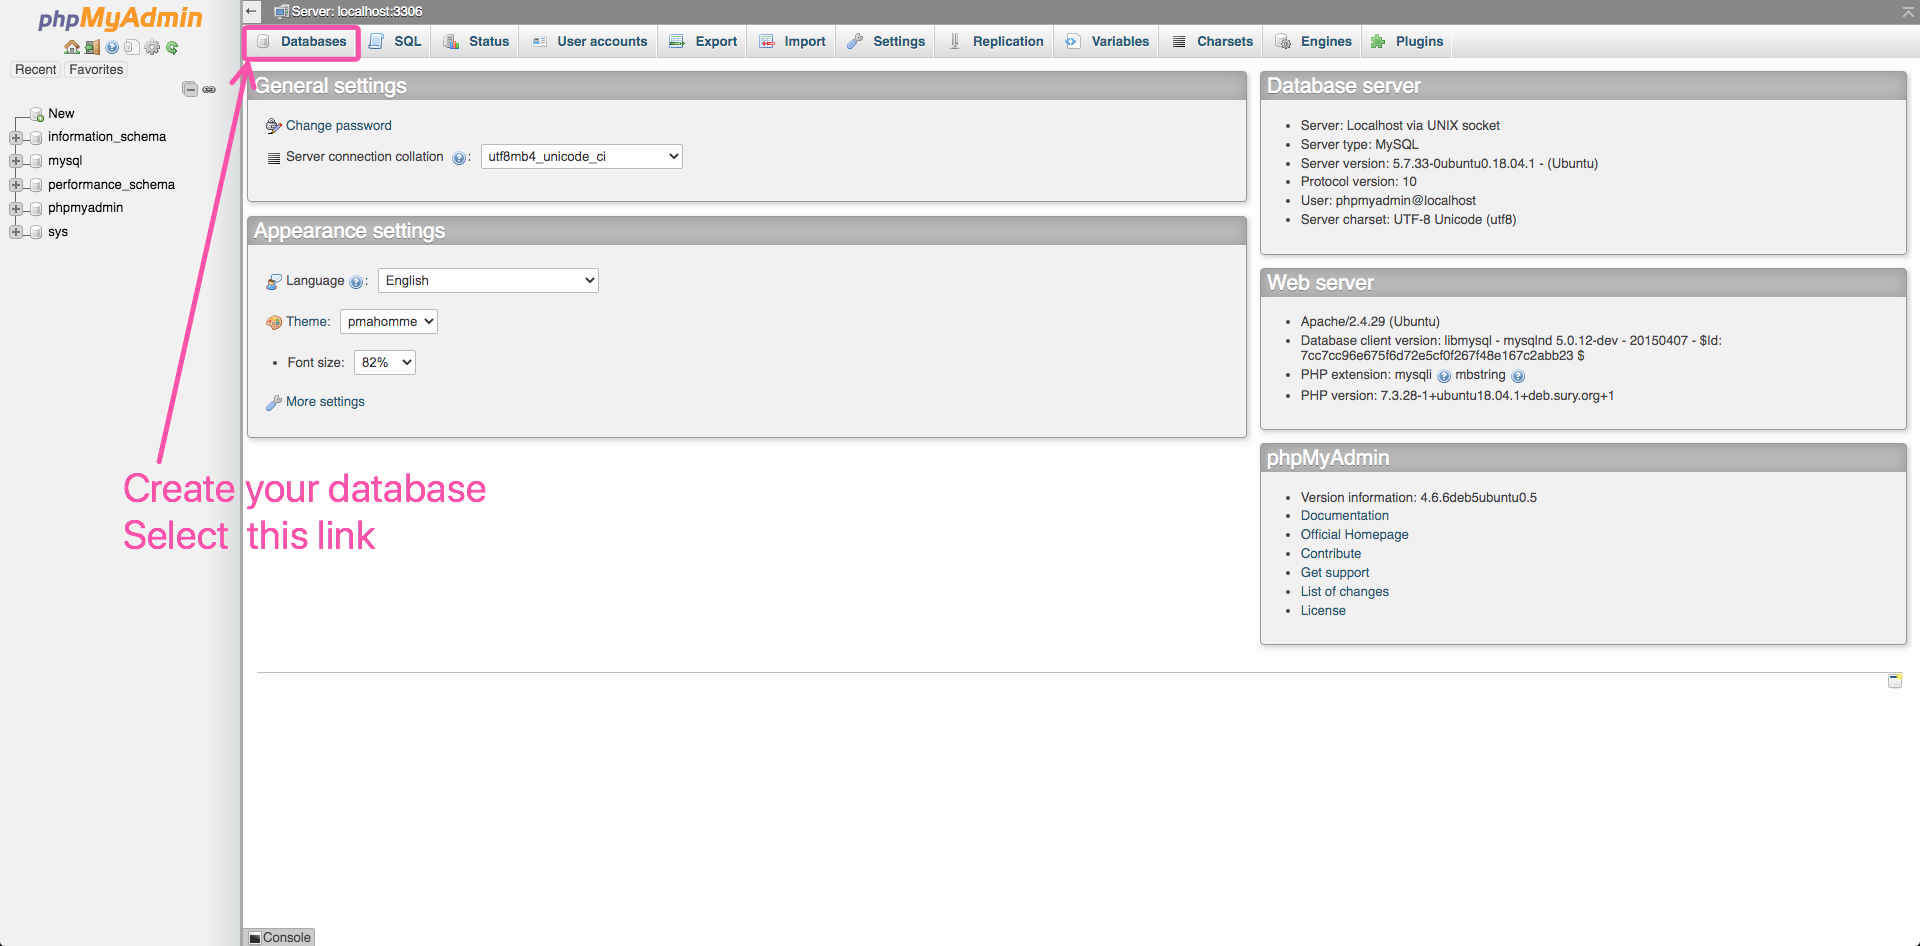 phpMyAdmin
Recent Favorites
New
information_schema
mysql
performance_schema
phpmyadmin
sys
Server: localhost:3306
Databases SQL Status User accounts Export Import Settings Replication Variables Charsets Engines Plugins
General settings
Change password
Server connection collation : utf8mb4_unicode_ci
Appearance settings
Language : English
Theme: pmahomme
• Font size: 82%
More settings
Create your database
Select this link
Database server
• Server: Localhost via UNIX socket
• Server type: MySQL
• Server version: 5.7.33-0ubuntu0.18.04.1 - (Ubuntu)
• Protocol version: 10
• User: phpmyadmin@localhost
• Server charset: UTF-8 Unicode (utf8)
Web server
• Apache/2.4.29 (Ubuntu)
• Database client version: libmysql - mysqlnd 5.0.12-dev - 20150407 - $Id:
7cc7cc96e675f6d72e5cf0f267f48e167c2abb23 $
• PHP extension: mysqli mbstring
• PHP version: 7.3.28-1+ubuntu18.04.1+deb.sury.org+1
phpMyAdmin
• Version information: 4.6.6deb5ubuntu0.5
• Documentation
• Official Homepage
• Contribute
• Get support
• List of changes
• License
Console